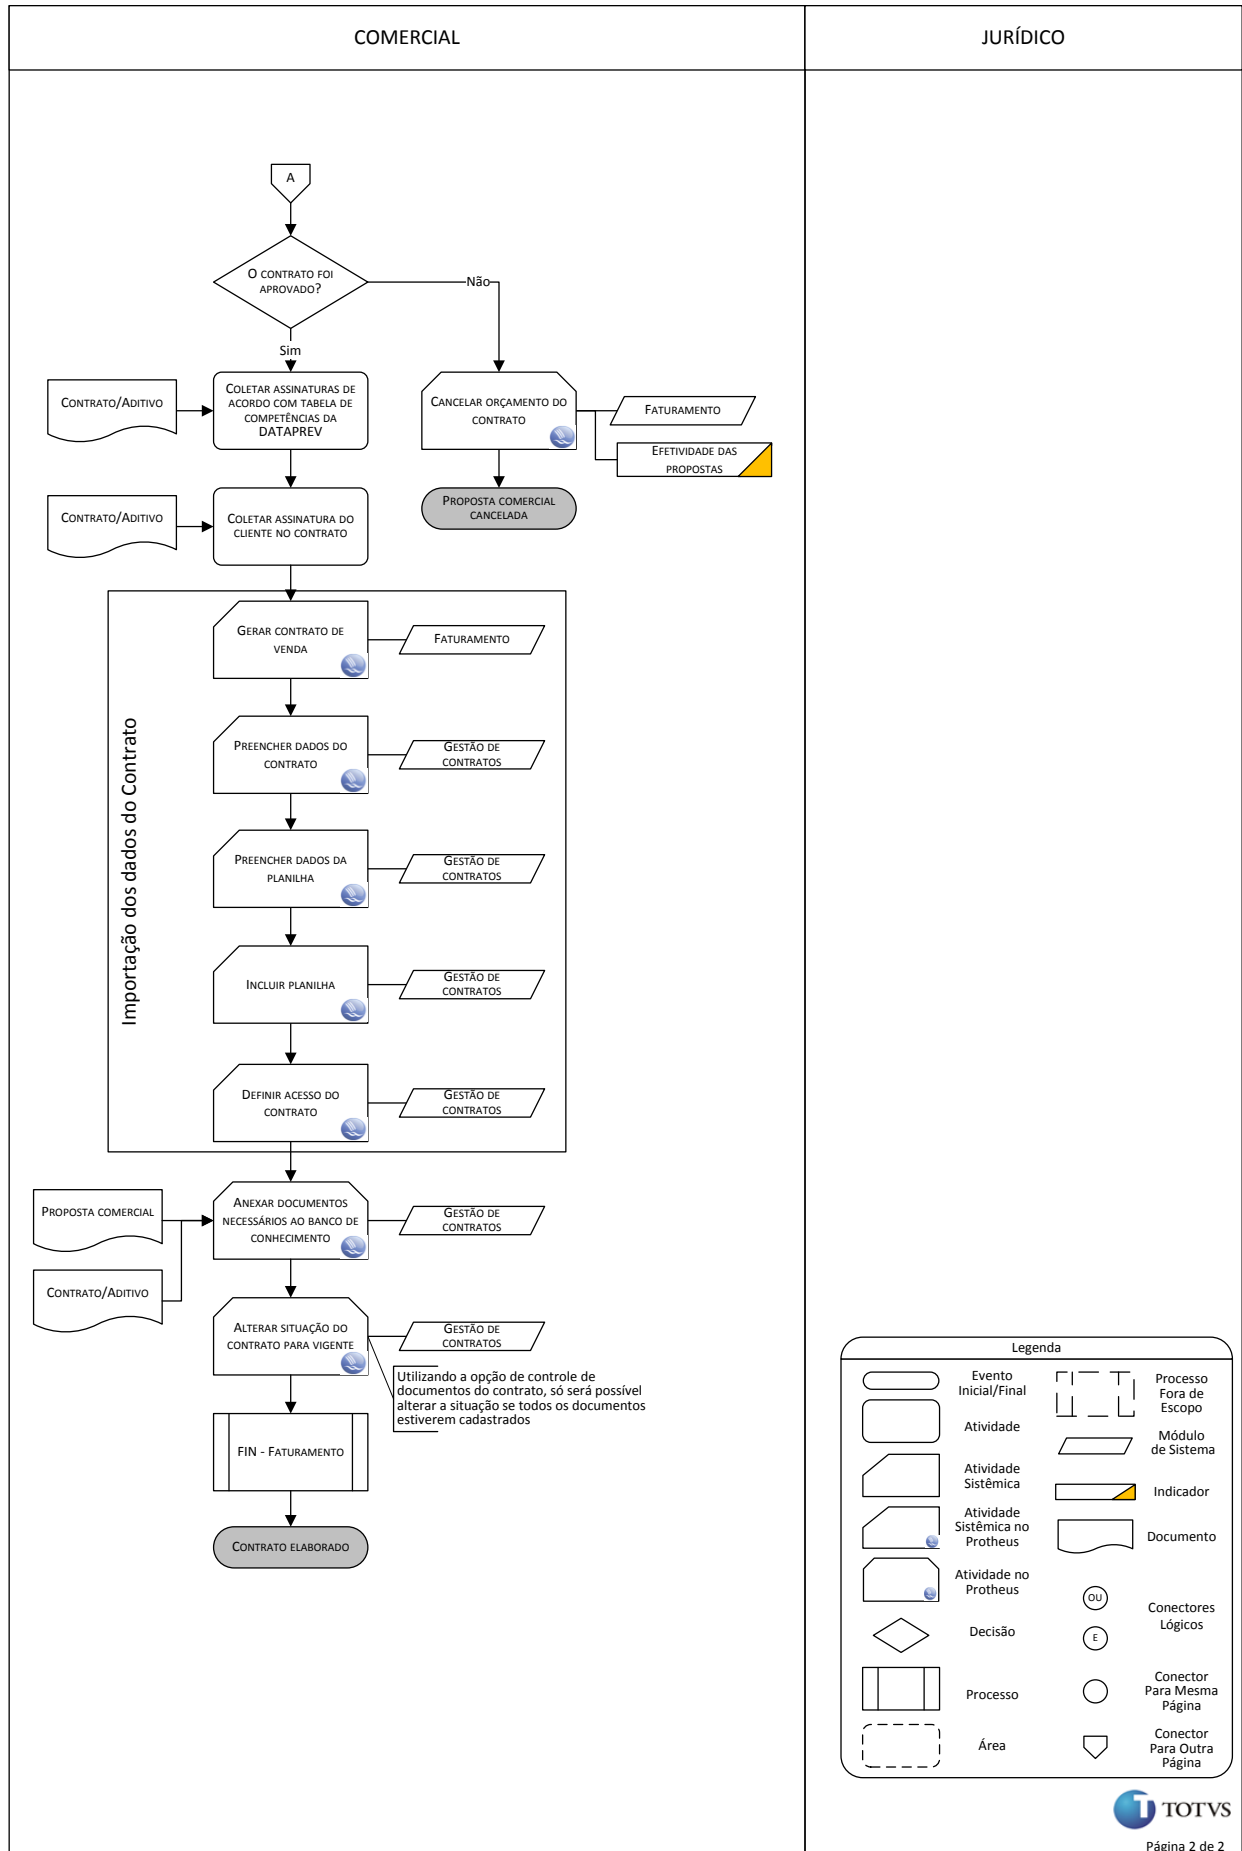 COMERCIAL
JURÍDICO
A
O CONTRATO FOI
APROVADO?
Não
Sim
COLETAR ASSINATURAS DE
ACORDO COM TABELA DE
COMPETÊNCIAS DA
DATAPREV
CONTRATO/ADITIVO
CANCELAR ORÇAMENTO DO
CONTRATO
FATURAMENTO
EFETIVIDADE DAS
PROPOSTAS
PROPOSTA COMERCIAL
CANCELADA
CONTRATO/ADITIVO
COLETAR ASSINATURA DO
CLIENTE NO CONTRATO
Importação dos dados do Contrato
GERAR CONTRATO DE
VENDA
FATURAMENTO
PREENCHER DADOS DO
CONTRATO
GESTÃO DE
CONTRATOS
PREENCHER DADOS DA
PLANILHA
GESTÃO DE
CONTRATOS
INCLUIR PLANILHA
GESTÃO DE
CONTRATOS
DEFINIR ACESSO DO
CONTRATO
GESTÃO DE
CONTRATOS
PROPOSTA COMERCIAL
ANEXAR DOCUMENTOS
NECESSÁRIOS AO BANCO DE
CONHECIMENTO
GESTÃO DE
CONTRATOS
CONTRATO/ADITIVO
ALTERAR SITUAÇÃO DO
CONTRATO PARA VIGENTE
GESTÃO DE
CONTRATOS
Utilizando a opção de controle de
documentos do contrato, só será possível
alterar a situação se todos os documentos
estiverem cadastrados
FIN - FATURAMENTO
CONTRATO ELABORADO
Legenda
Evento
Inicial/Final
Atividade
Atividade
Sistêmica
Atividade
Sistêmica no
Protheus
Atividade no
Protheus
Decisão
Processo
Área
Processo
Fora de
Escopo
Módulo
de Sistema
Indicador
Documento
OU
E
Conectores
Lógicos
Conector
Para Mesma
Página
Conector
Para Outra
Página
TOTVS
Página 2 de 2